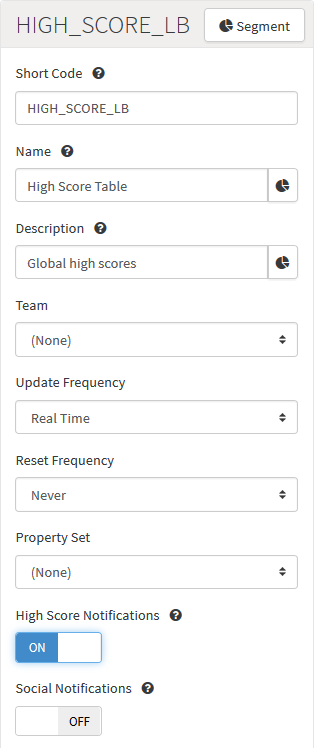 HIGH_SCORE_LB Segment
Short Code
HIGH_SCORE_LB
Name
High Score Table
Description
Global high scores
Team
(None)
Update Frequency
Real Time
Reset Frequency
Never
Property Set
(None)
High Score Notifications
ON
Social Notifications
OFF